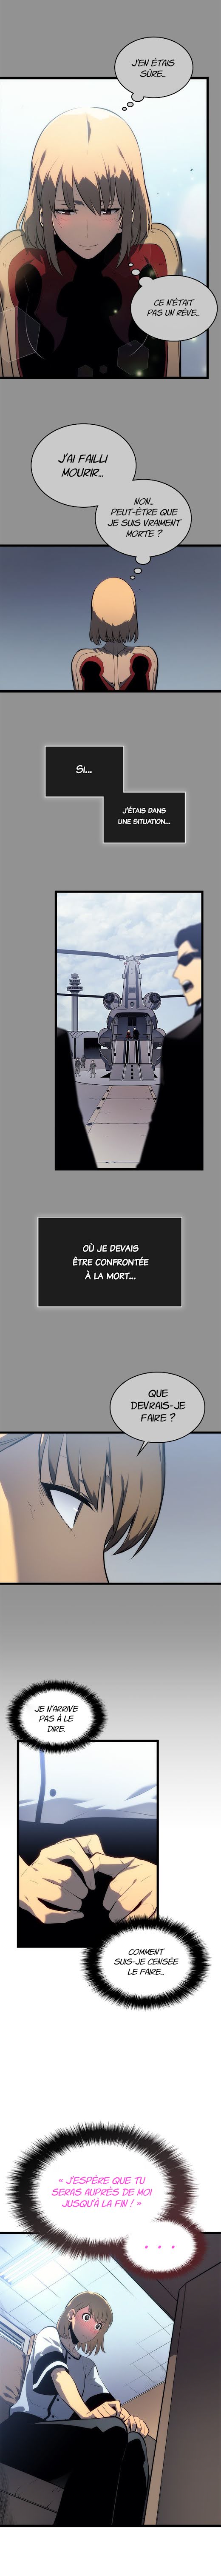 J'EN ÉTAIS
SÛRE...
CE N'ÉTAIT
PAS UN RÊVE...
J'AI FAILLI
MOURIR...
NON...
PEUT-ÊTRE QUE
JE SUIS VRAIMENT
MORTE ?
SI...
J'ÉTAIS DANS
UNE SITUATION...
OÙ JE DEVAIS
ÊTRE CONFRONTÉE
À LA MORT...
QUE
DEVRAIS-JE
FAIRE ?
JE N'ARRIVE
PAS À LE
DIRE.
COMMENT
SUIS-JE CENSÉE
LE FAIRE...
« J'ESPÈRE QUE TU
SERAS AUPRÈS DE MOI
JUSQU'À LA FIN ! »
. . .